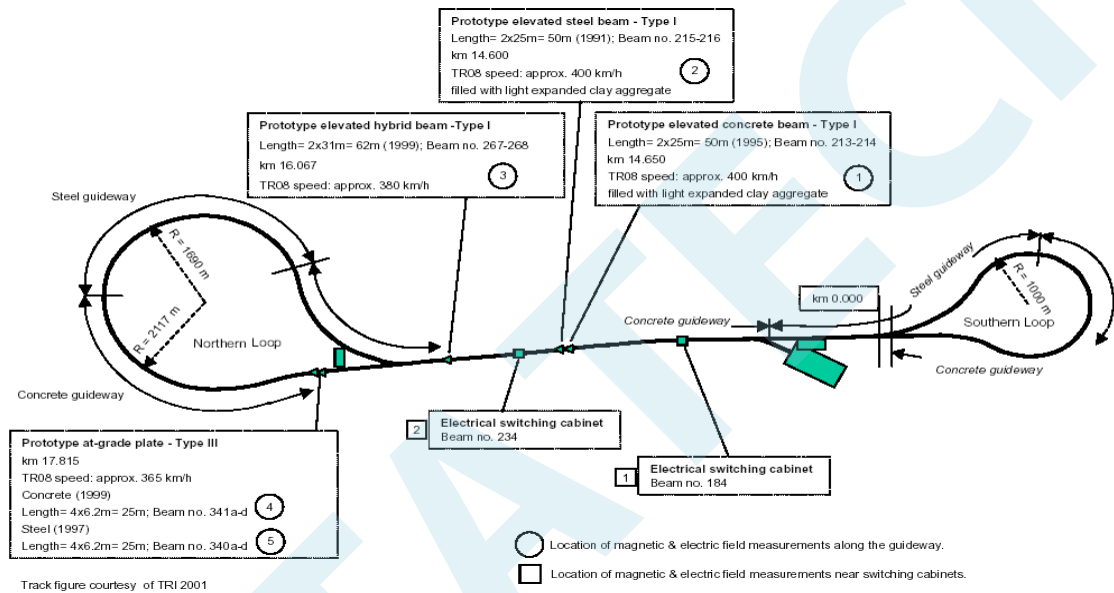 Prototype elevated steel beam - Type I
Length= 2x25m= 50m (1991); Beam no. 215-216
km 14.600
TR08 speed: approx. 400 km/h
filled with light expanded clay aggregate
2
Prototype elevated hybrid beam -Type I
Length= 2x31m= 62m (1999); Beam no. 267-268
km 16.067
TR08 speed: approx. 380 km/h
3
Prototype elevated concrete beam - Type I
Length= 2x25m= 50m (1995); Beam no. 213-214
km 14.650
TR08 speed: approx. 400 km/h
filled with light expanded clay aggregate
1
Steel guideway
R = 1690 m
R = 2117 m
Northern Loop
Concrete guideway
Concrete guideway
km 0.000
Steel guideway
R = 1000 m
Southern Loop
Concrete guideway
2
Electrical switching cabinet
Beam no. 234
1
Electrical switching cabinet
Beam no. 184
Prototype at-grade plate - Type III
km 17.815
TR08 speed: approx. 365 km/h
Concrete (1999)
Length= 4x6.2m= 25m; Beam no. 341a-d
4
Steel (1997)
Length= 4x6.2m= 25m; Beam no. 340a-d
5
Location of magnetic & electric field measurements along the guideway.
Location of magnetic & electric field measurements near switching cabinets.
Track figure courtesy of TRI 2001